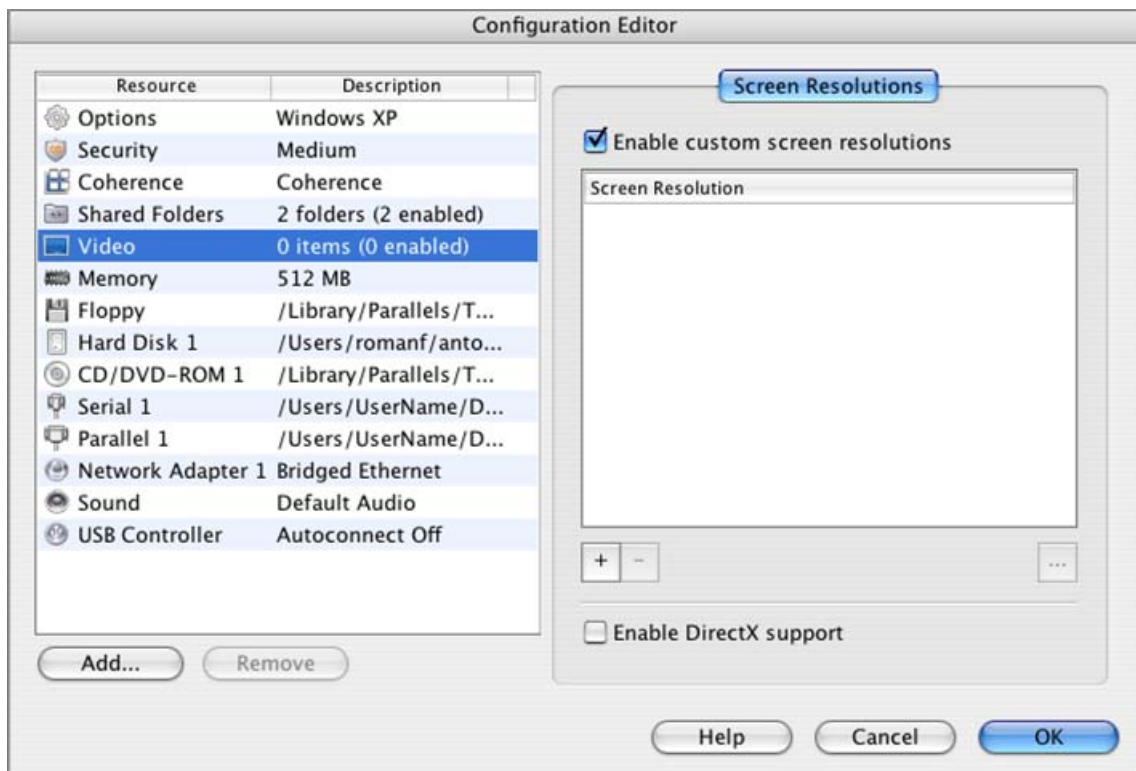 Configuration Editor
Resource Description
Options Windows XP
Security Medium
Coherence Coherence
Shared Folders 2 folders (2 enabled)
Video 0 items (0 enabled)
Memory 512 MB
Floppy /Library/Parallels/T...
Hard Disk 1 /Users/romanf/anto...
CD/DVD-ROM 1 /Library/Parallels/T...
Serial 1 /Users/UserName/D...
Parallel 1 /Users/UserName/D...
Network Adapter 1 Bridged Ethernet
Sound Default Audio
USB Controller Autoconnect Off
Add... Remove
Screen Resolutions
Enable custom screen resolutions
Screen Resolution
+ - ...
Enable DirectX support
Help Cancel OK